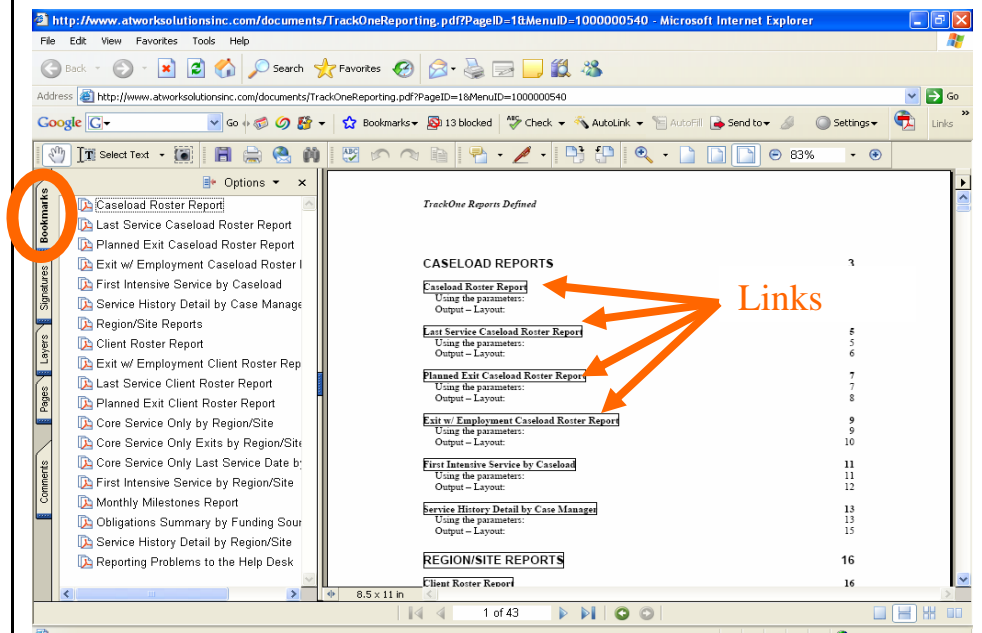 http://www.atworksolutionsinc.com/documents/TrackOneReporting.pdf?PageID=1&MenuID=1000000540 - Microsoft Internet Explorer
File Edit View Favorites Tools Help
Back Search Favorites
Address http://www.atworksolutionsinc.com/documents/TrackOneReporting.pdf?PageID=1&MenuID=1000000540 Go
Google G Go Bookmarks 13 blocked ABC Check AutoLink AutoFill Send to Settings Links »
Select Text 83%
Options x
Bookmarks
Signatures
Layers
Pages
Comments
Caseload Roster Report
Last Service Caseload Roster Report
Planned Exit Caseload Roster Report
Exit w/ Employment Caseload Roster
First Intensive Service by Caseload
Service History Detail by Case Manage
Region/Site Reports
Client Roster Report
Exit w/ Employment Client Roster Rep
Last Service Client Roster Report
Planned Exit Client Roster Report
Core Service Only by Region/Site
Core Service Only Exits by Region/Site
Core Service Only Last Service Date b
First Intensive Service by Region/Site
Monthly Milestones Report
Obligations Summary by Funding Sour
Service History Detail by Region/Site
Reporting Problems to the Help Desk
TrackOne Reports Defined
CASELOAD REPORTS 3
Caseload Roster Report
Using the parameters:
Output – Layout:
Links
Last Service Caseload Roster Report 5
Using the parameters: 5
Output – Layout: 6
Planned Exit Caseload Roster Report 7
Using the parameters: 7
Output – Layout: 8
Exit w/ Employment Caseload Roster Report 9
Using the parameters: 9
Output – Layout: 10
First Intensive Service by Caseload 11
Using the parameters: 11
Output – Layout: 12
Service History Detail by Case Manager 13
Using the parameters: 13
Output – Layout: 15
REGION/SITE REPORTS 16
Client Roster Report 16
8.5 x 11 in
1 of 43